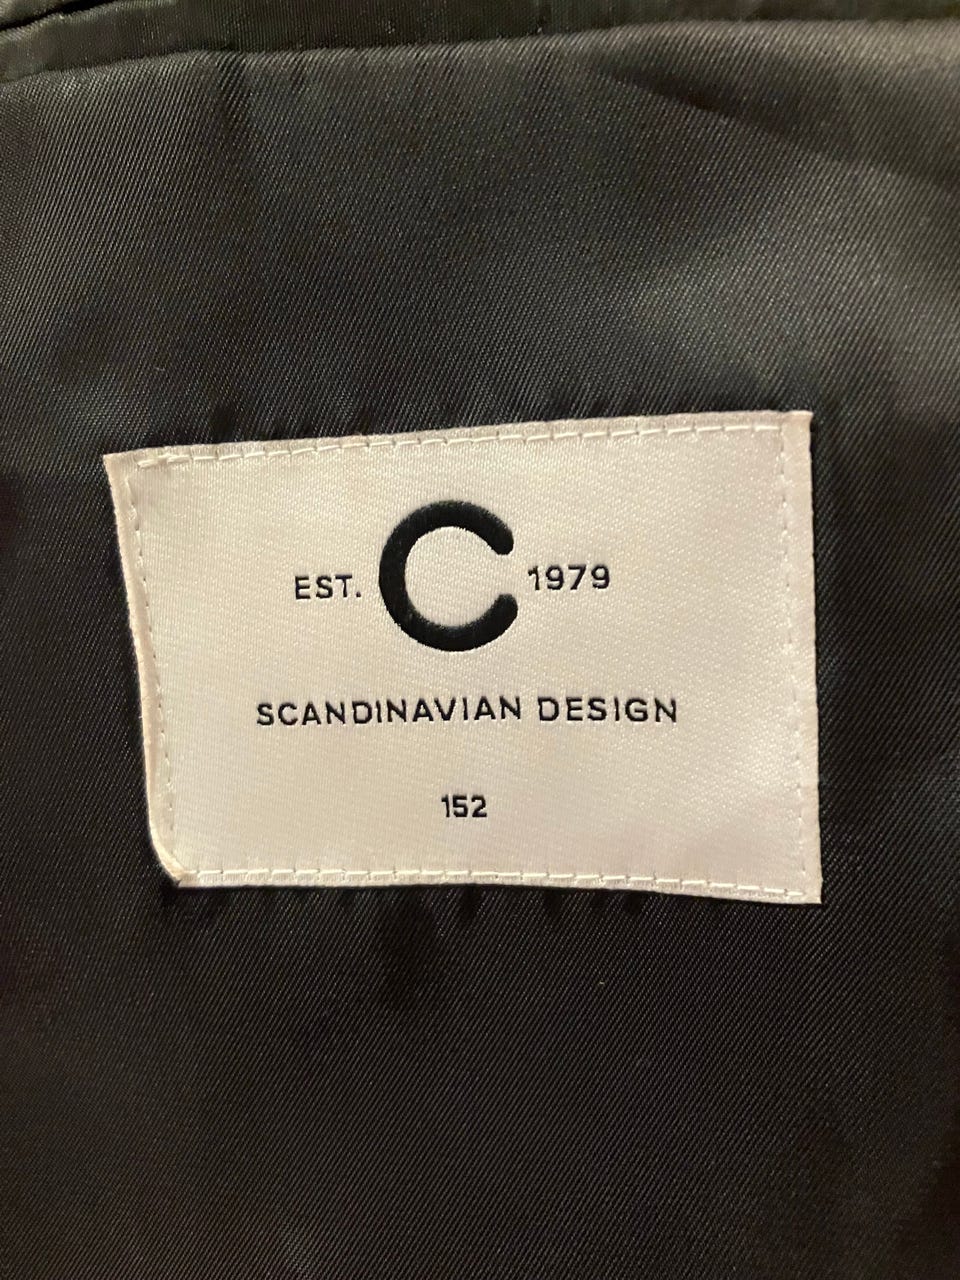 EST. C 1979
SCANDINAVIAN DESIGN
152